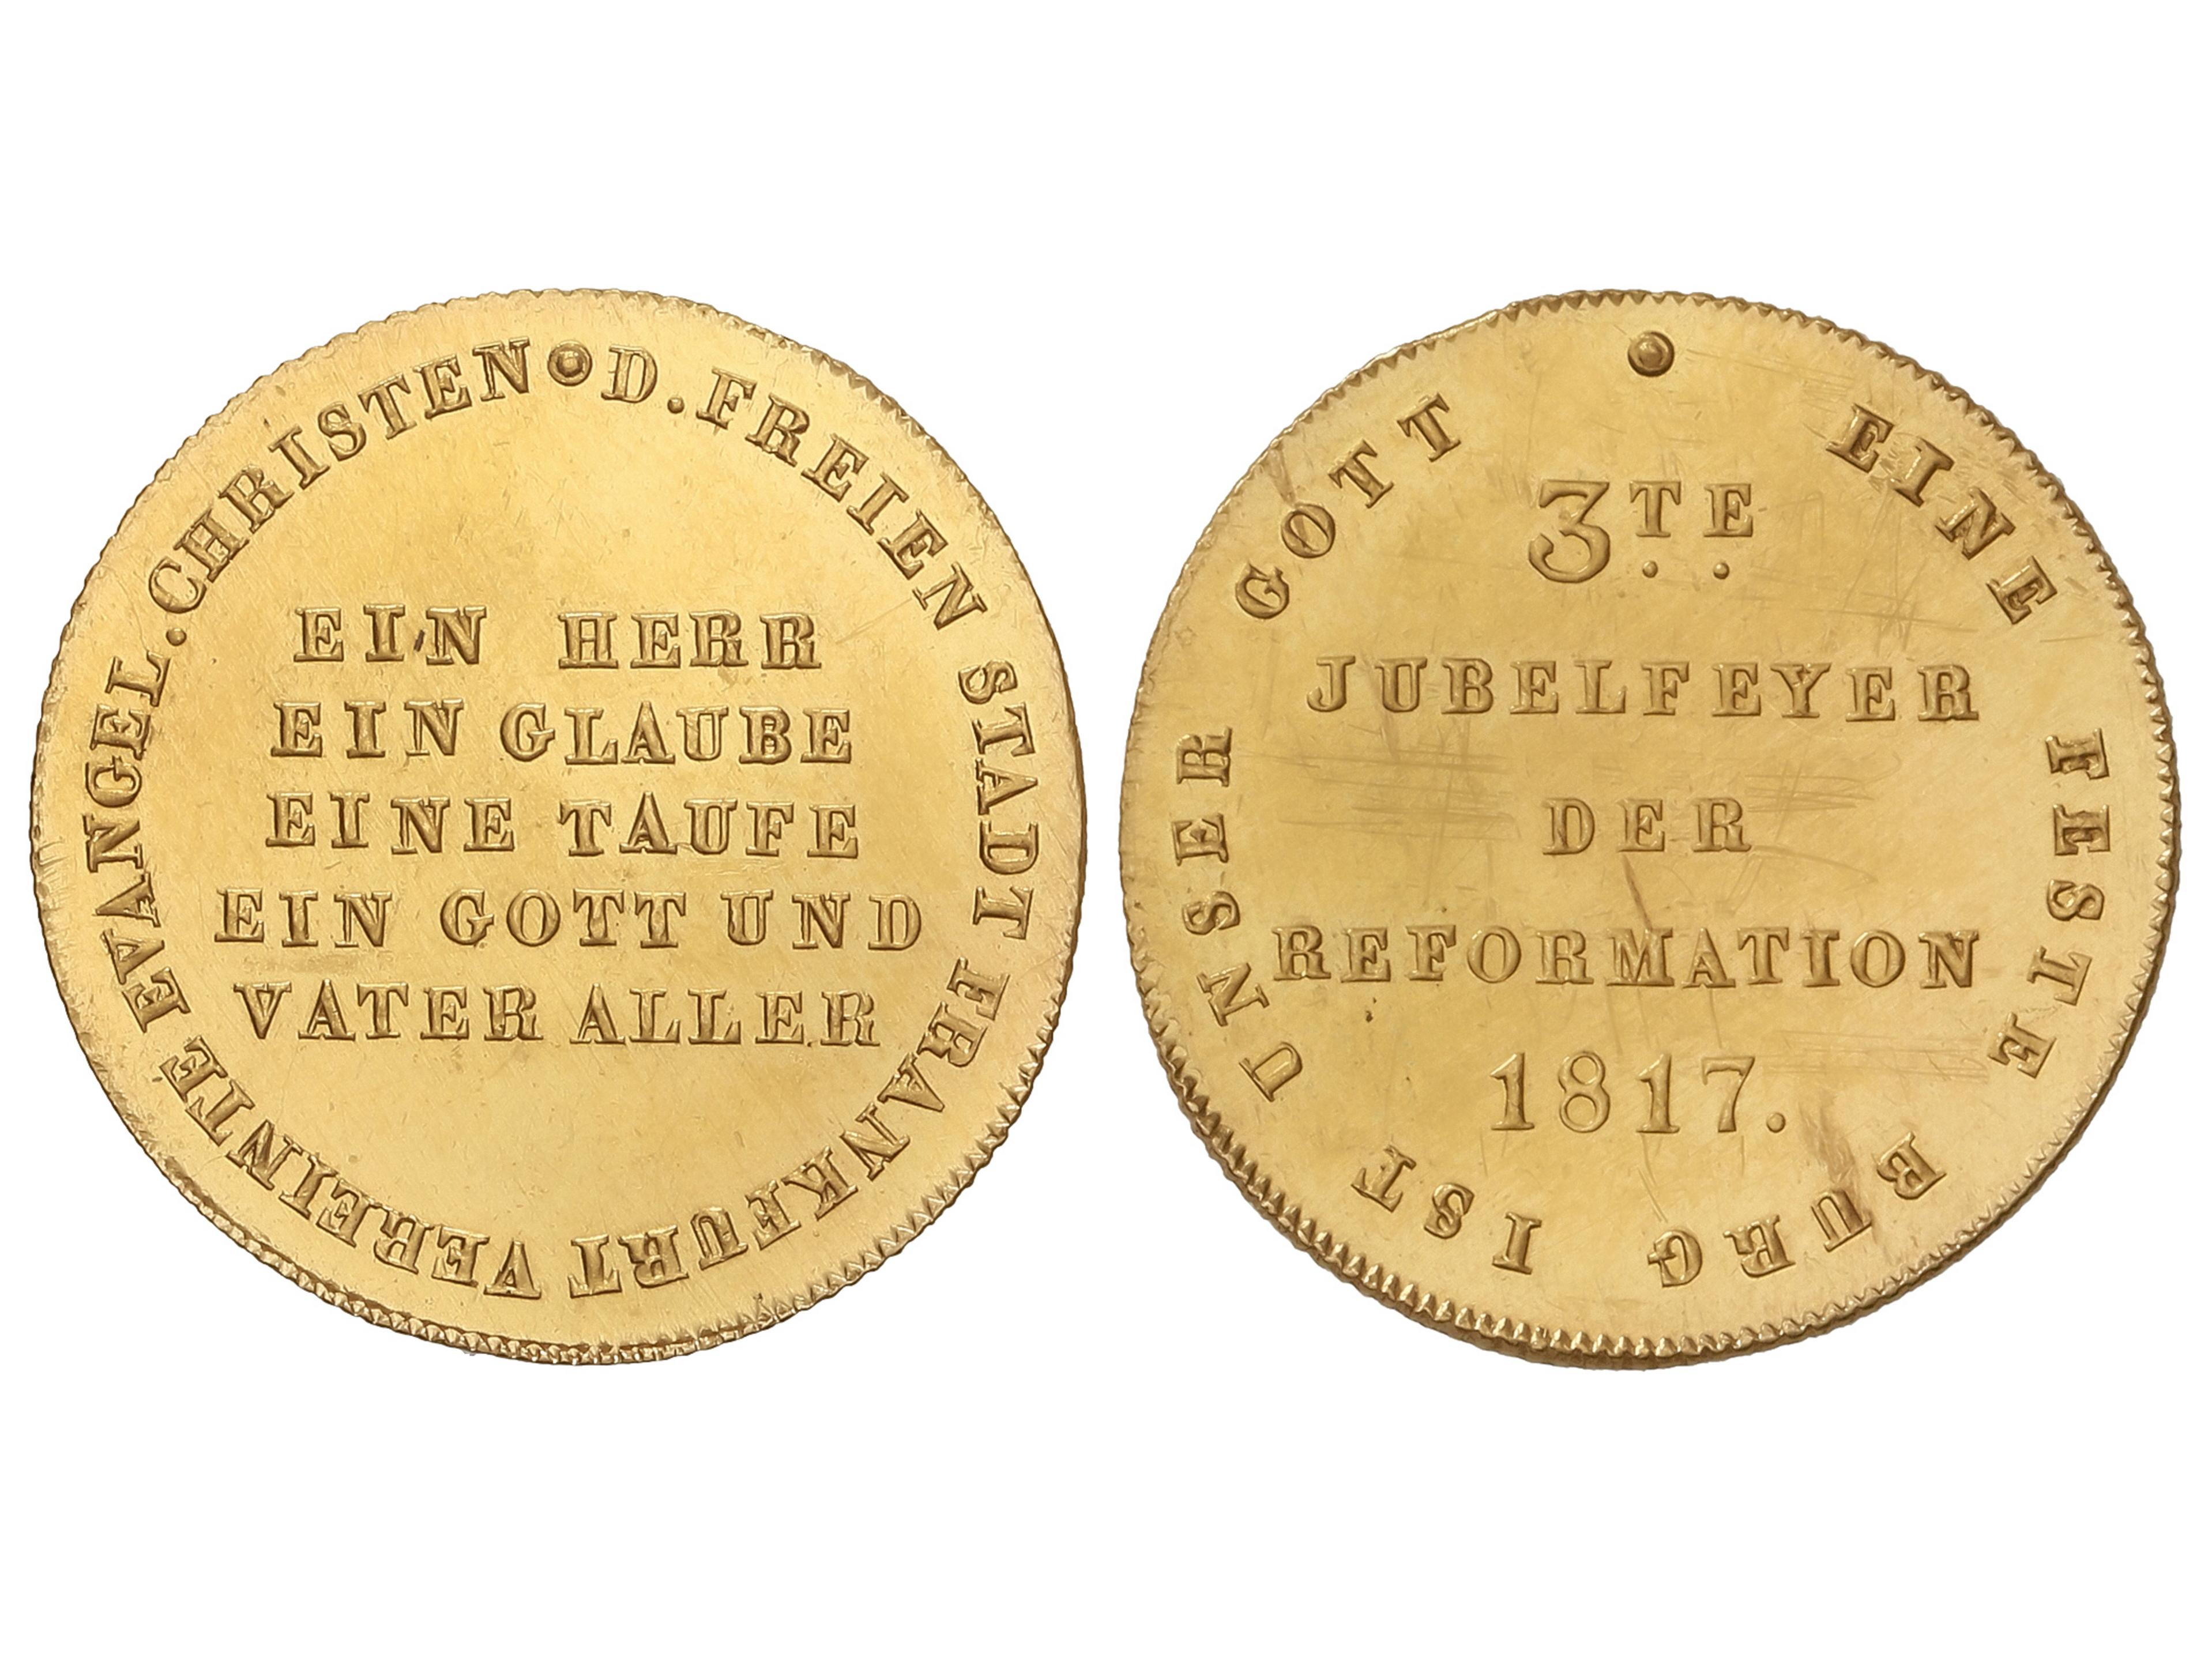 D. FREIEN STADT FRANKFURT VEREINTE EVANGEL. CHRISTEN
EIN HERR
EIN GLAUBE
EINE TAUFE
EIN GOTT UND
VATER ALLER
EINE FESTE BURG IST UNSER GOTT
3TE
JUBELFEYER
DER
REFORMATION
1817.